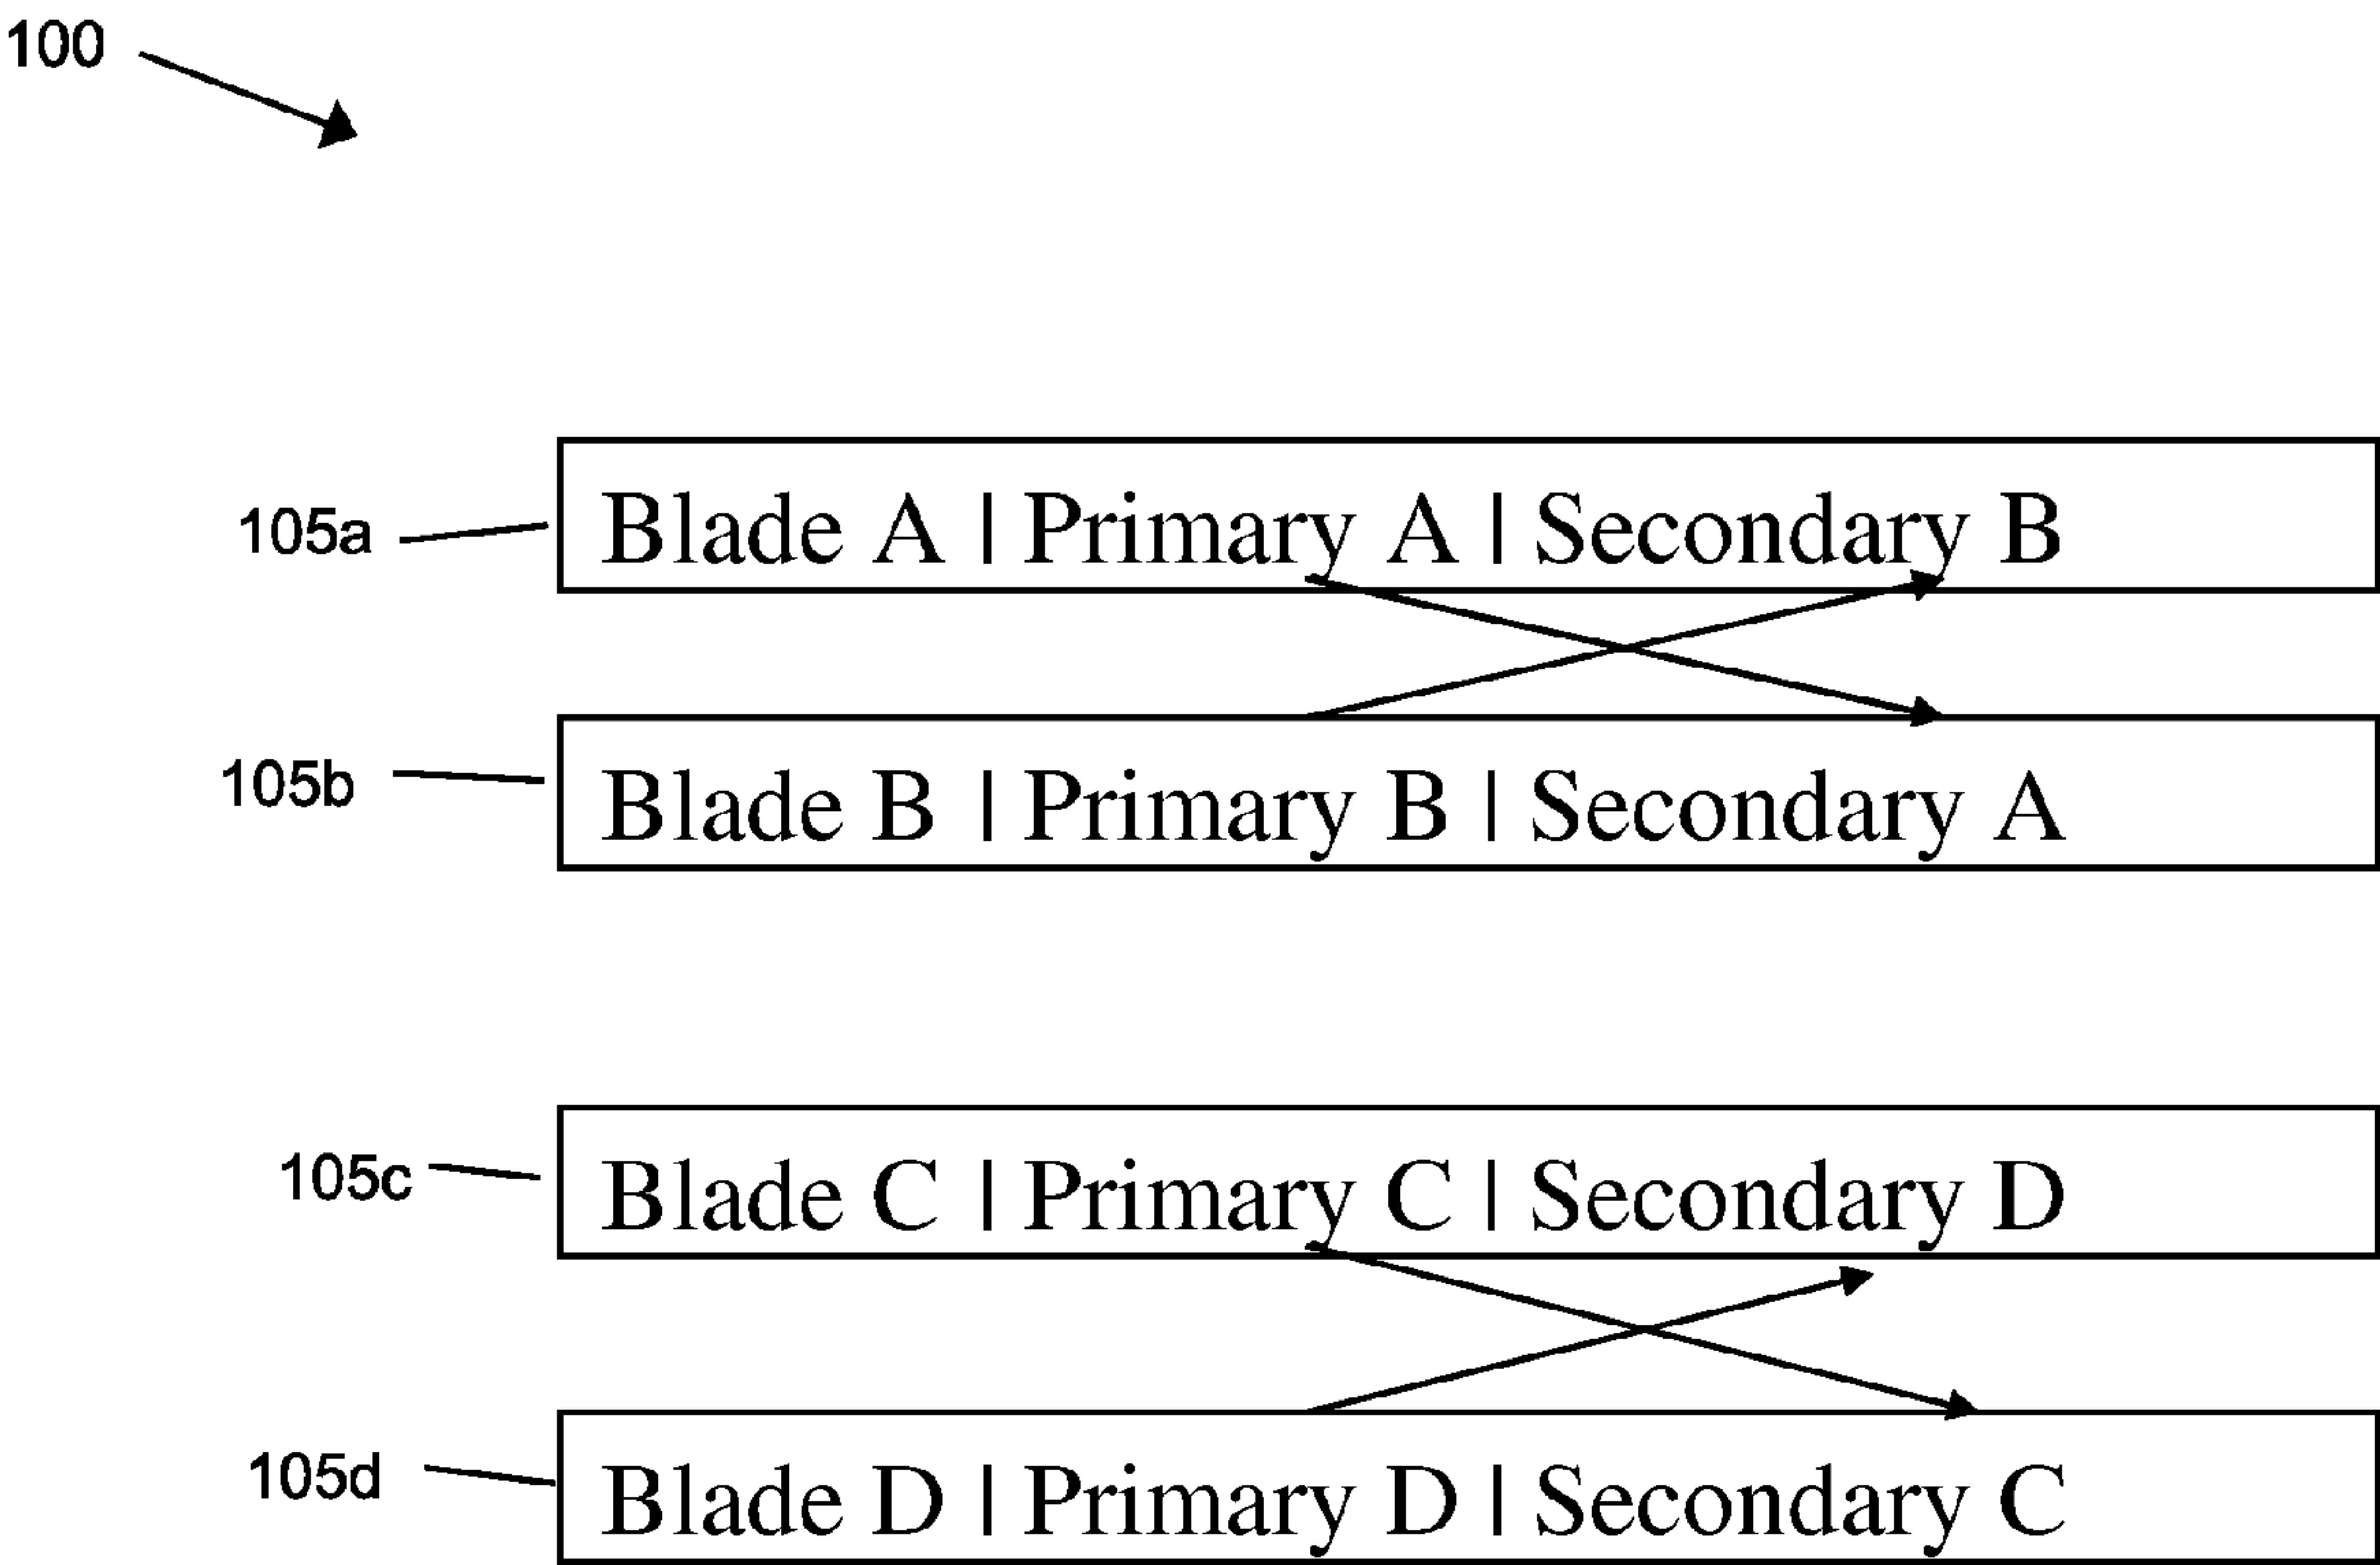 100
105a
Blade A | Primary A | Secondary B
105b
Blade B | Primary B | Secondary A
105c
Blade C | Primary C | Secondary D
105d
Blade D | Primary D | Secondary C